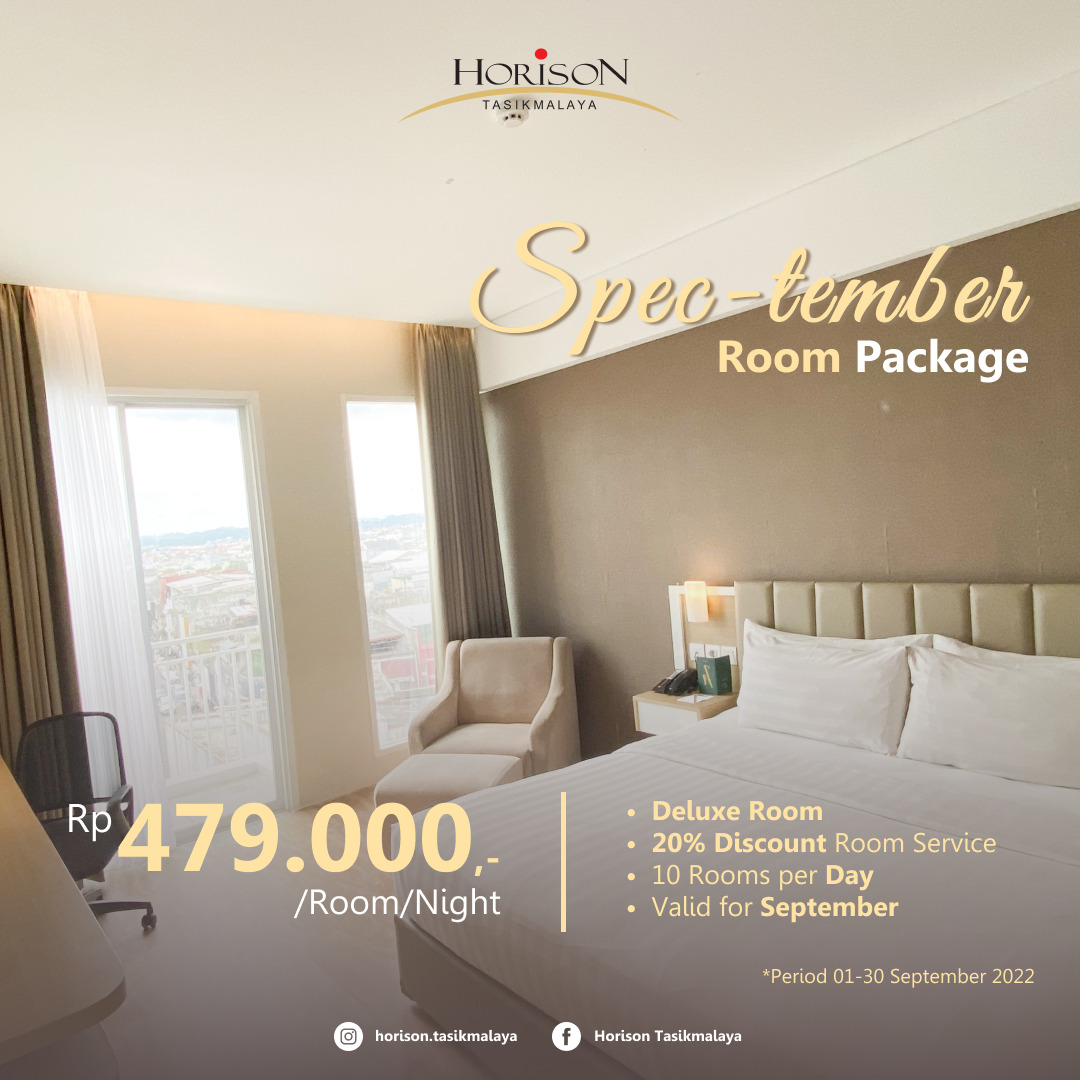 HORISON
TASIKMALAYA
Spec-tember
Room Package
Rp 479.000,-
/Room/Night
• Deluxe Room
• 20% Discount Room Service
• 10 Rooms per Day
• Valid for September
*Period 01-30 September 2022
horison.tasikmalaya
Horison Tasikmalaya